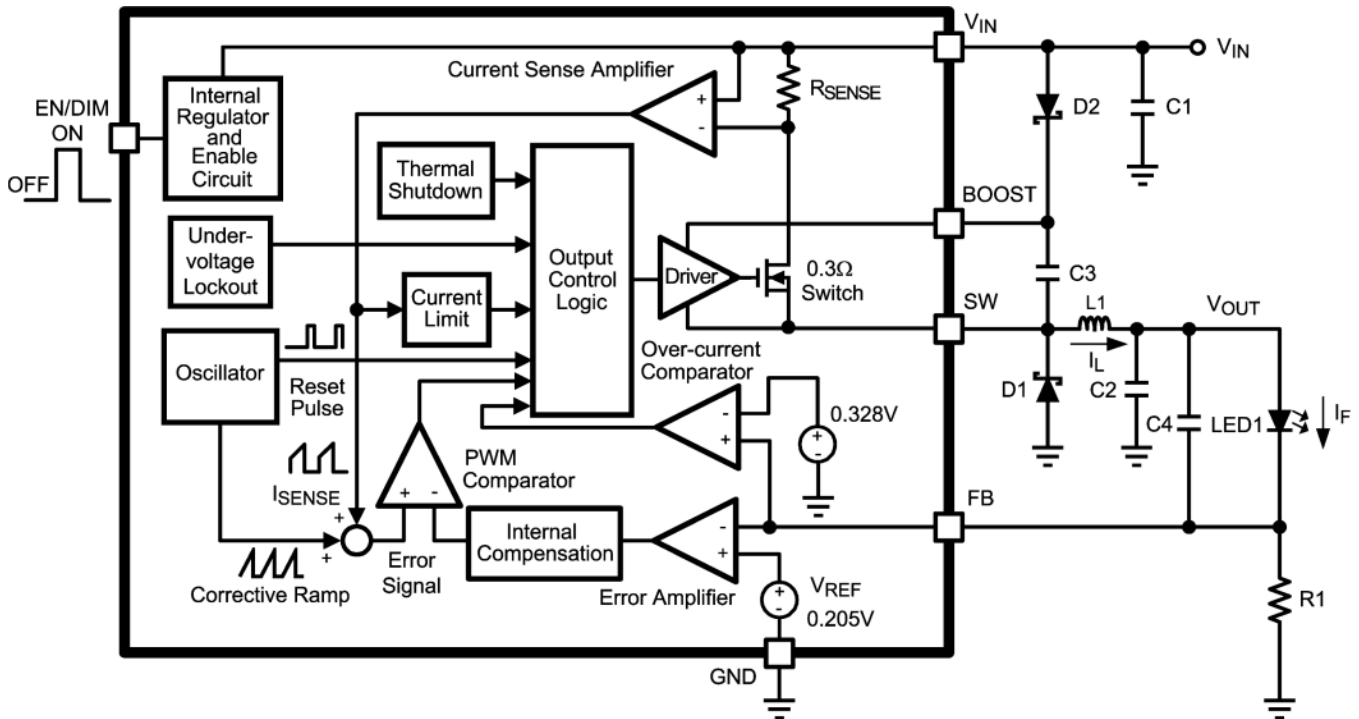 V_IN
V_IN
Current Sense Amplifier
R_SENSE
+
-
D2
C1
EN/DIM
ON
OFF
Internal
Regulator
and
Enable
Circuit
Thermal
Shutdown
BOOST
Under-
voltage
Lockout
Output
Control
Logic
Driver
0.3Ω
Switch
C3
Current
Limit
SW
L1
V_OUT
I_L
Oscillator
Reset
Pulse
Over-current
Comparator
-
+
0.328V
+
-
D1
C2
C4
LED1
I_F
I_SENSE
PWM
Comparator
+
-
+
+
Error
Signal
Corrective Ramp
Internal
Compensation
Error Amplifier
-
+
V_REF
0.205V
+
-
FB
R1
GND